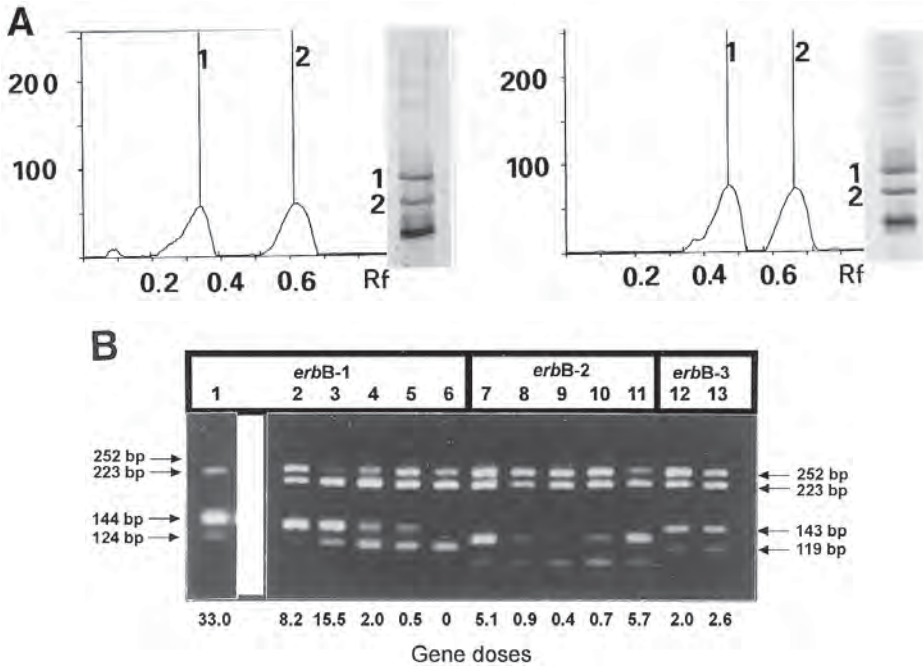 A
200
100
1 2
0.2 0.4 0.6 Rf
1
2
200
100
1 2
0.2 0.4 0.6 Rf
1
2
B
erbB-1 erbB-2 erbB-3
1 2 3 4 5 6 7 8 9 10 11 12 13
252 bp
223 bp
144 bp
124 bp
252 bp
223 bp
143 bp
119 bp
33.0 8.2 15.5 2.0 0.5 0 5.1 0.9 0.4 0.7 5.7 2.0 2.6
Gene doses